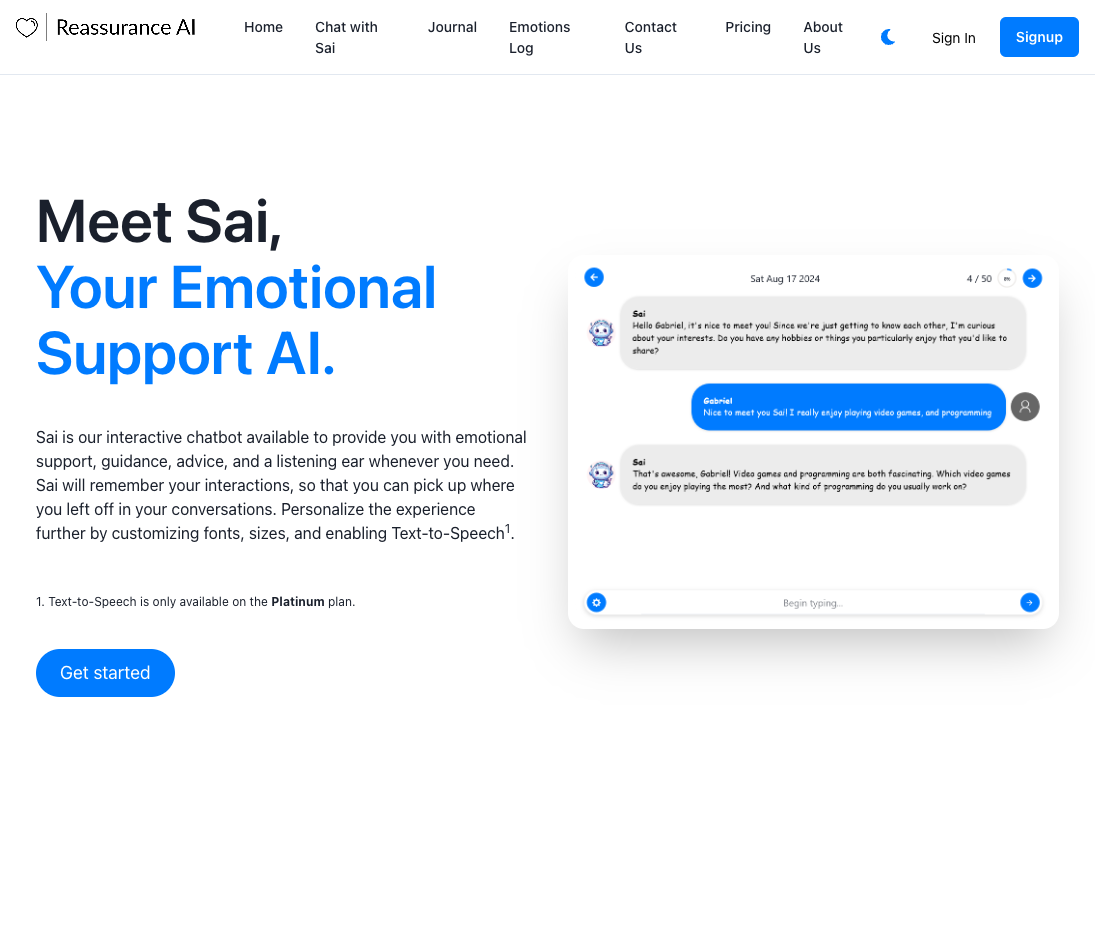 Reassurance AI
Home
Chat with
Sai
Journal
Emotions
Log
Contact
Us
Pricing
About
Us
Sign In
Signup
Meet Sai,
Your Emotional
Support AI.
Sai is our interactive chatbot available to provide you with emotional
support, guidance, advice, and a listening ear whenever you need.
Sai will remember your interactions, so that you can pick up where
you left off in your conversations. Personalize the experience
further by customizing fonts, sizes, and enabling Text-to-Speech1.
1. Text-to-Speech is only available on the Platinum plan.
Get started
Sat Aug 17 2024
4 / 50
Sai
Hello Gabriel, it's nice to meet you! Since we're just getting to know each other, I'm curious
about your interests. Do you have any hobbies or things you particularly enjoy that you'd like to
share?
Gabriel
Nice to meet you Sai! I really enjoy playing video games, and programming
Sai
That's awesome, Gabriel! Video games and programming are both fascinating. Which video games
do you enjoy playing the most? And what kind of programming do you usually work on?
Begin typing...